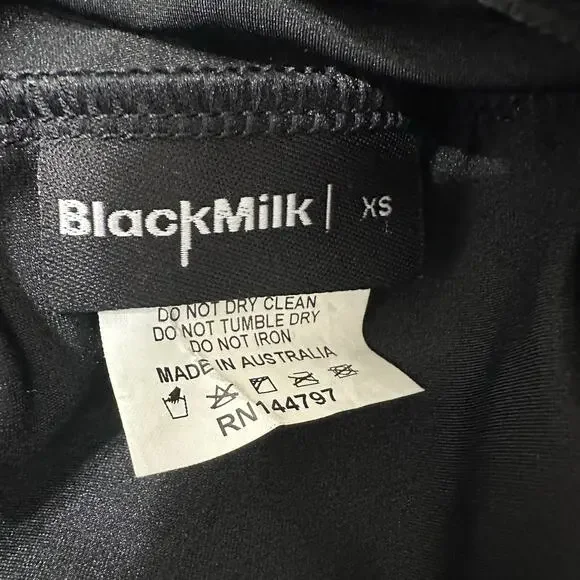 BlackMilk| XS
DO NOT DRY CLEAN
DO NOT TUMBLE DRY
DO NOT IRON
MADE IN AUSTRALIA
RN144797